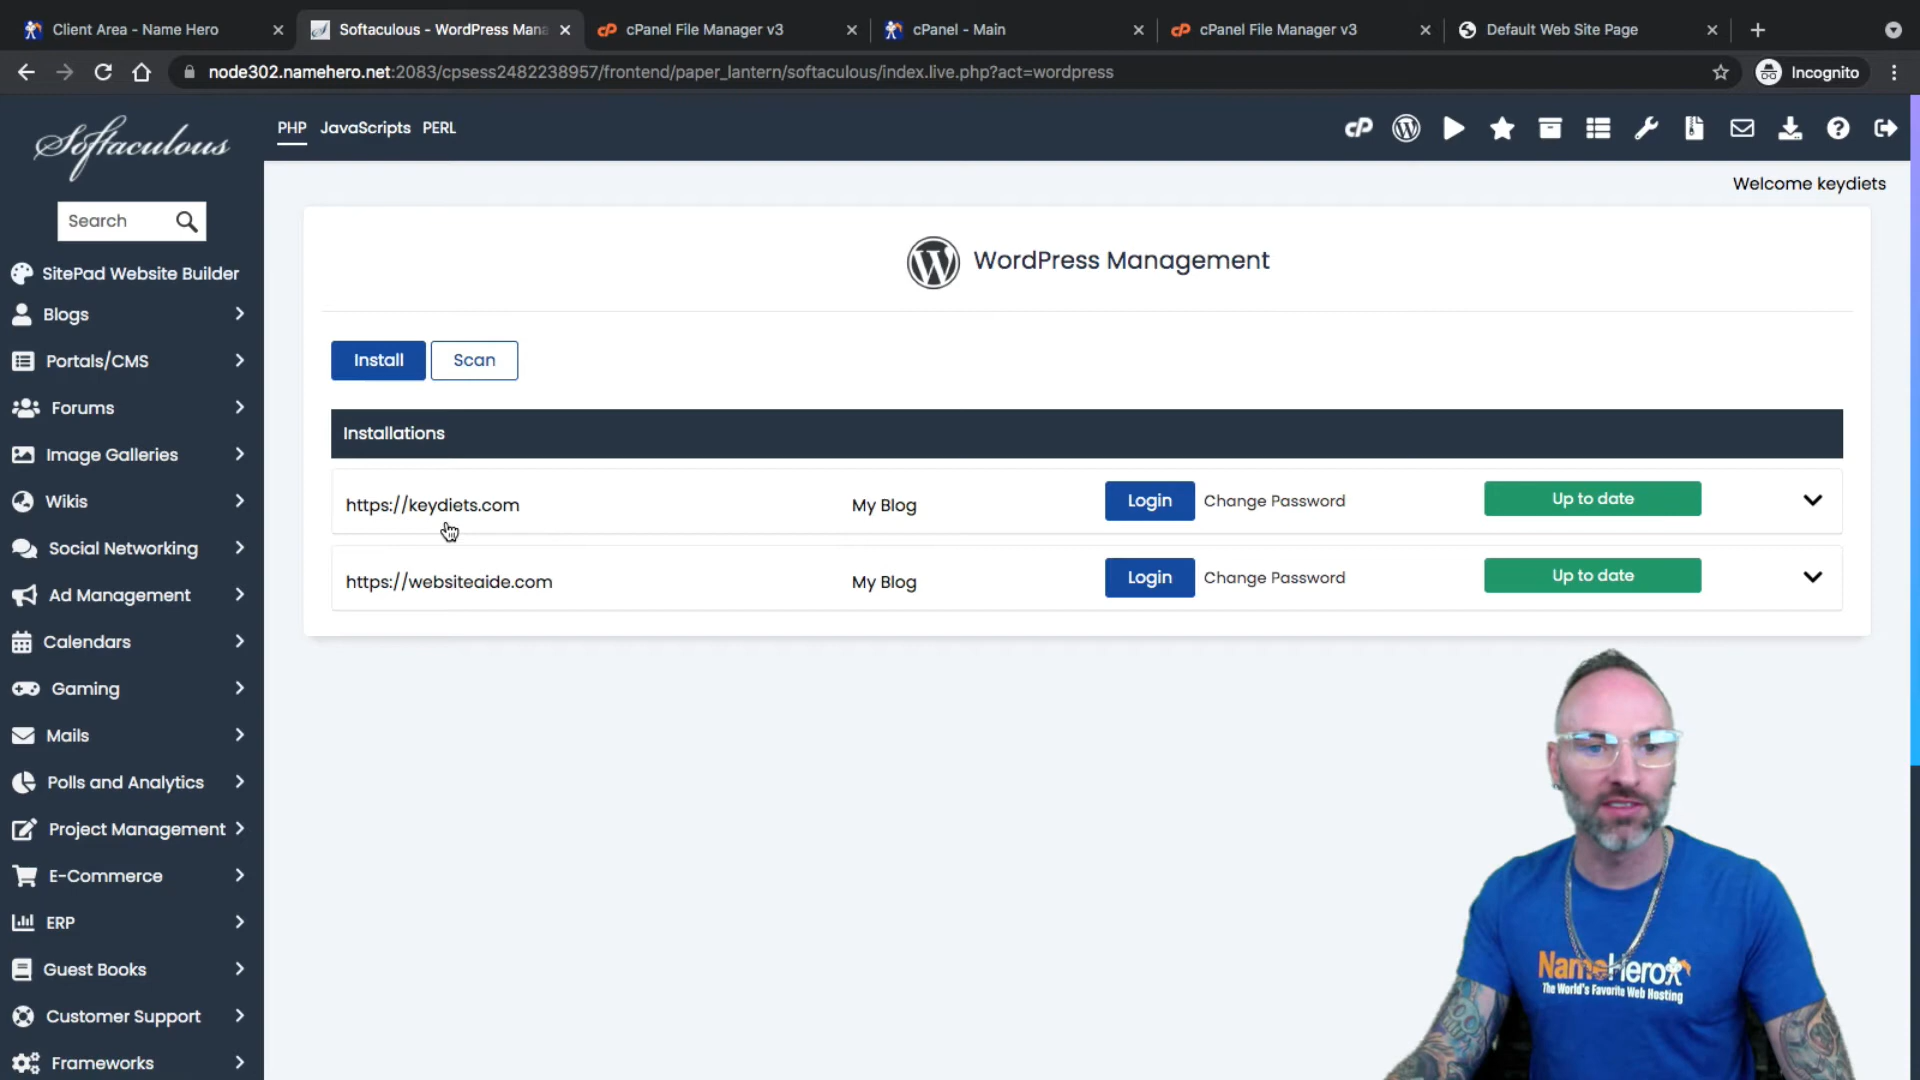 Client Area - Name Hero
Softaculous - WordPress Mana
cPanel File Manager v3
cPanel - Main
cPanel File Manager v3
Default Web Site Page
node302.namehero.net:2083/cpsess2482238957/frontend/paper_lantern/softaculous/index.live.php?act=wordpress
Incognito
Softaculous
PHP JavaScripts PERL
cP
Welcome keydiets
Search
SitePad Website Builder
Blogs
Portals/CMS
Forums
Image Galleries
Wikis
Social Networking
Ad Management
Calendars
Gaming
Mails
Polls and Analytics
Project Management
E-Commerce
ERP
Guest Books
Customer Support
Frameworks
WordPress Management
Install Scan
Installations
https://keydiets.com My Blog Login Change Password Up to date
https://websiteaide.com My Blog Login Change Password Up to date
NameHero
The World's Favorite Web Hosting